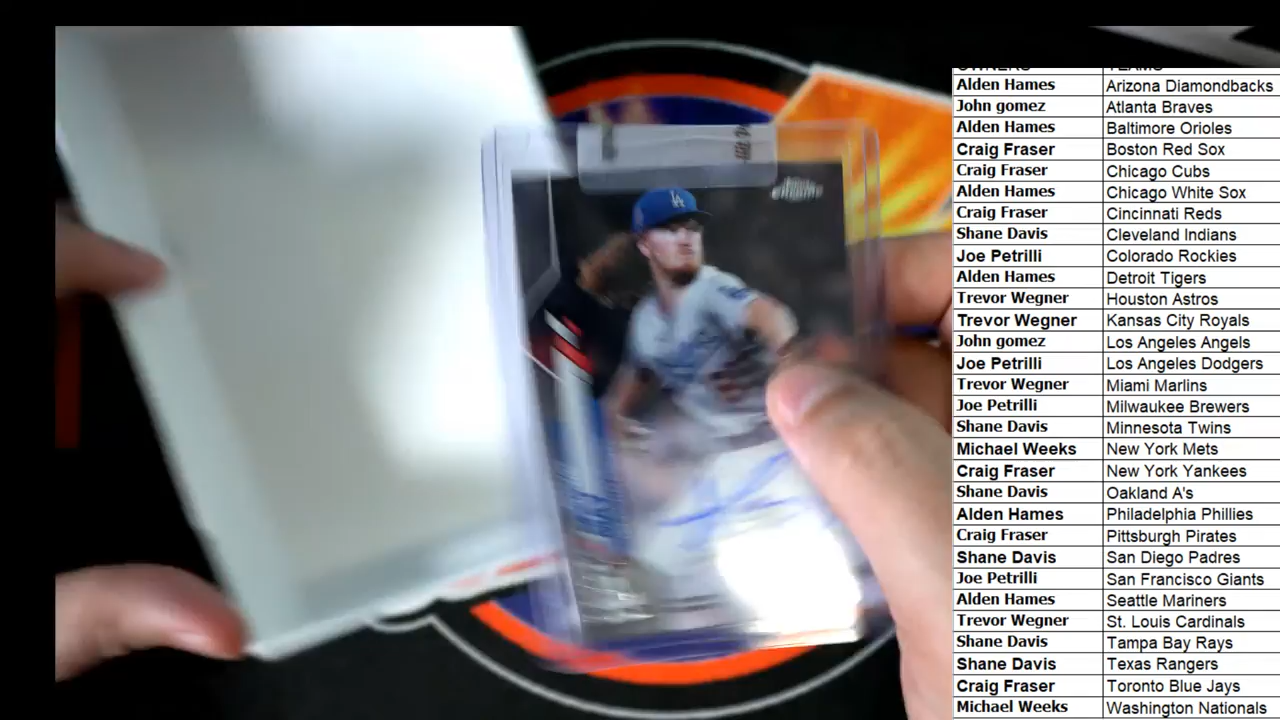 OWNERS TEAMS
Alden Hames Arizona Diamondbacks
John gomez Atlanta Braves
Alden Hames Baltimore Orioles
Craig Fraser Boston Red Sox
Craig Fraser Chicago Cubs
Alden Hames Chicago White Sox
Craig Fraser Cincinnati Reds
Shane Davis Cleveland Indians
Joe Petrilli Colorado Rockies
Alden Hames Detroit Tigers
Trevor Wegner Houston Astros
Trevor Wegner Kansas City Royals
John gomez Los Angeles Angels
Joe Petrilli Los Angeles Dodgers
Trevor Wegner Miami Marlins
Joe Petrilli Milwaukee Brewers
Shane Davis Minnesota Twins
Michael Weeks New York Mets
Craig Fraser New York Yankees
Shane Davis Oakland A's
Alden Hames Philadelphia Phillies
Craig Fraser Pittsburgh Pirates
Shane Davis San Diego Padres
Joe Petrilli San Francisco Giants
Alden Hames Seattle Mariners
Trevor Wegner St. Louis Cardinals
Shane Davis Tampa Bay Rays
Shane Davis Texas Rangers
Craig Fraser Toronto Blue Jays
Michael Weeks Washington Nationals
LA